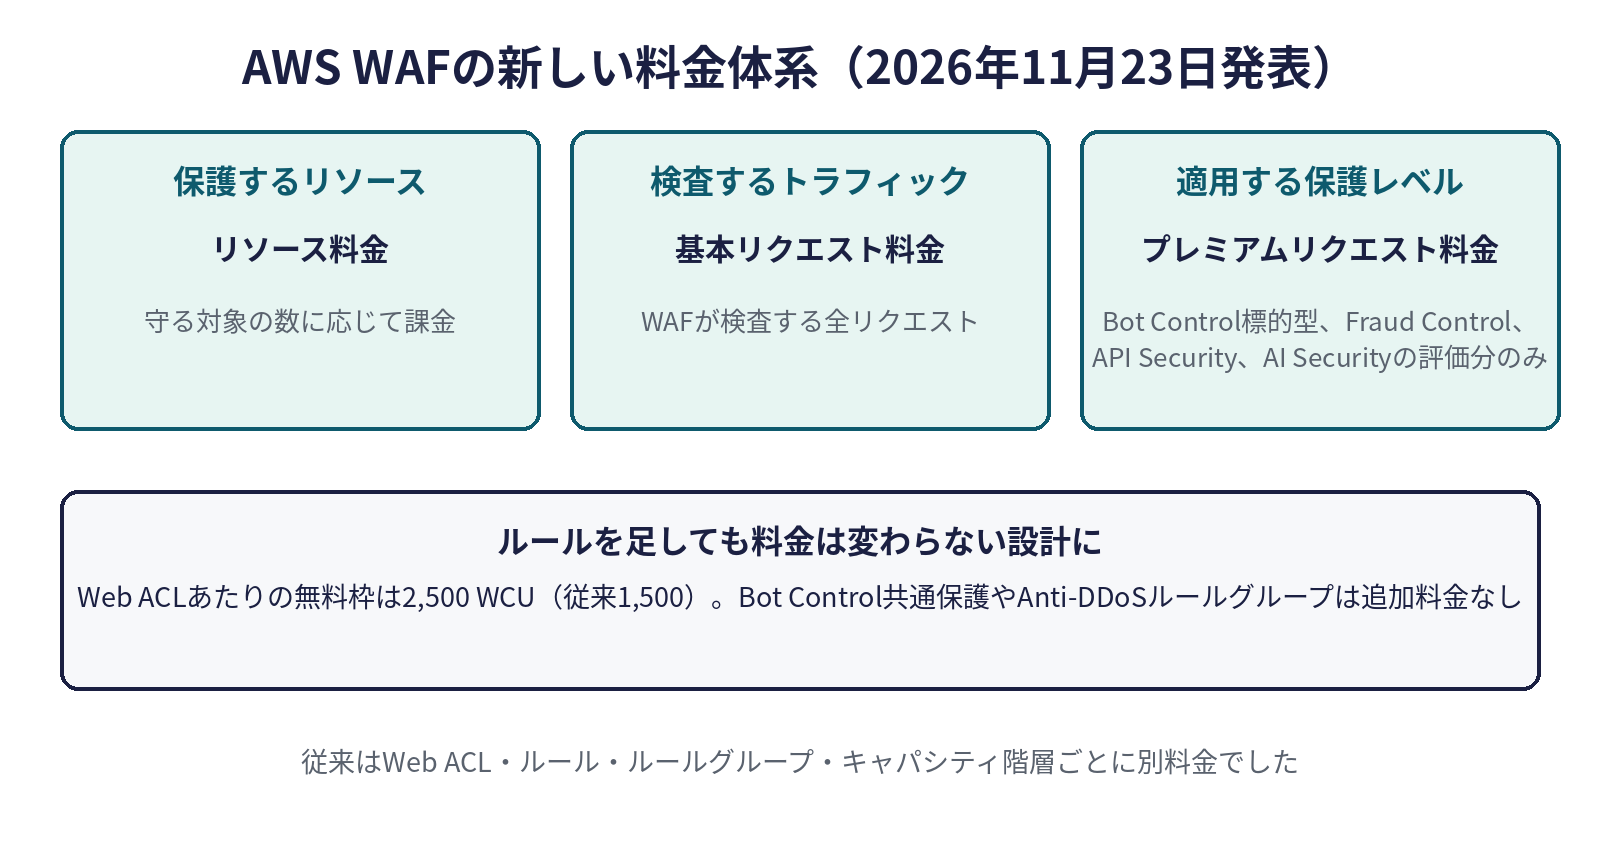 AWS WAFの新しい料金体系（2026年11月23日発表）
保護するリソース
リソース料金
守る対象の数に応じて課金
検査するトラフィック
基本リクエスト料金
WAFが検査する全リクエスト
適用する保護レベル
プレミアムリクエスト料金
Bot Control標的型、Fraud Control、
API Security、AI Securityの評価分のみ
ルールを足しても料金は変わらない設計に
Web ACLあたりの無料枠は2,500 WCU（従来1,500）。Bot Control共通保護やAnti-DDoSルールグループは追加料金なし
従来はWeb ACL・ルール・ルールグループ・キャパシティ階層ごとに別料金でした